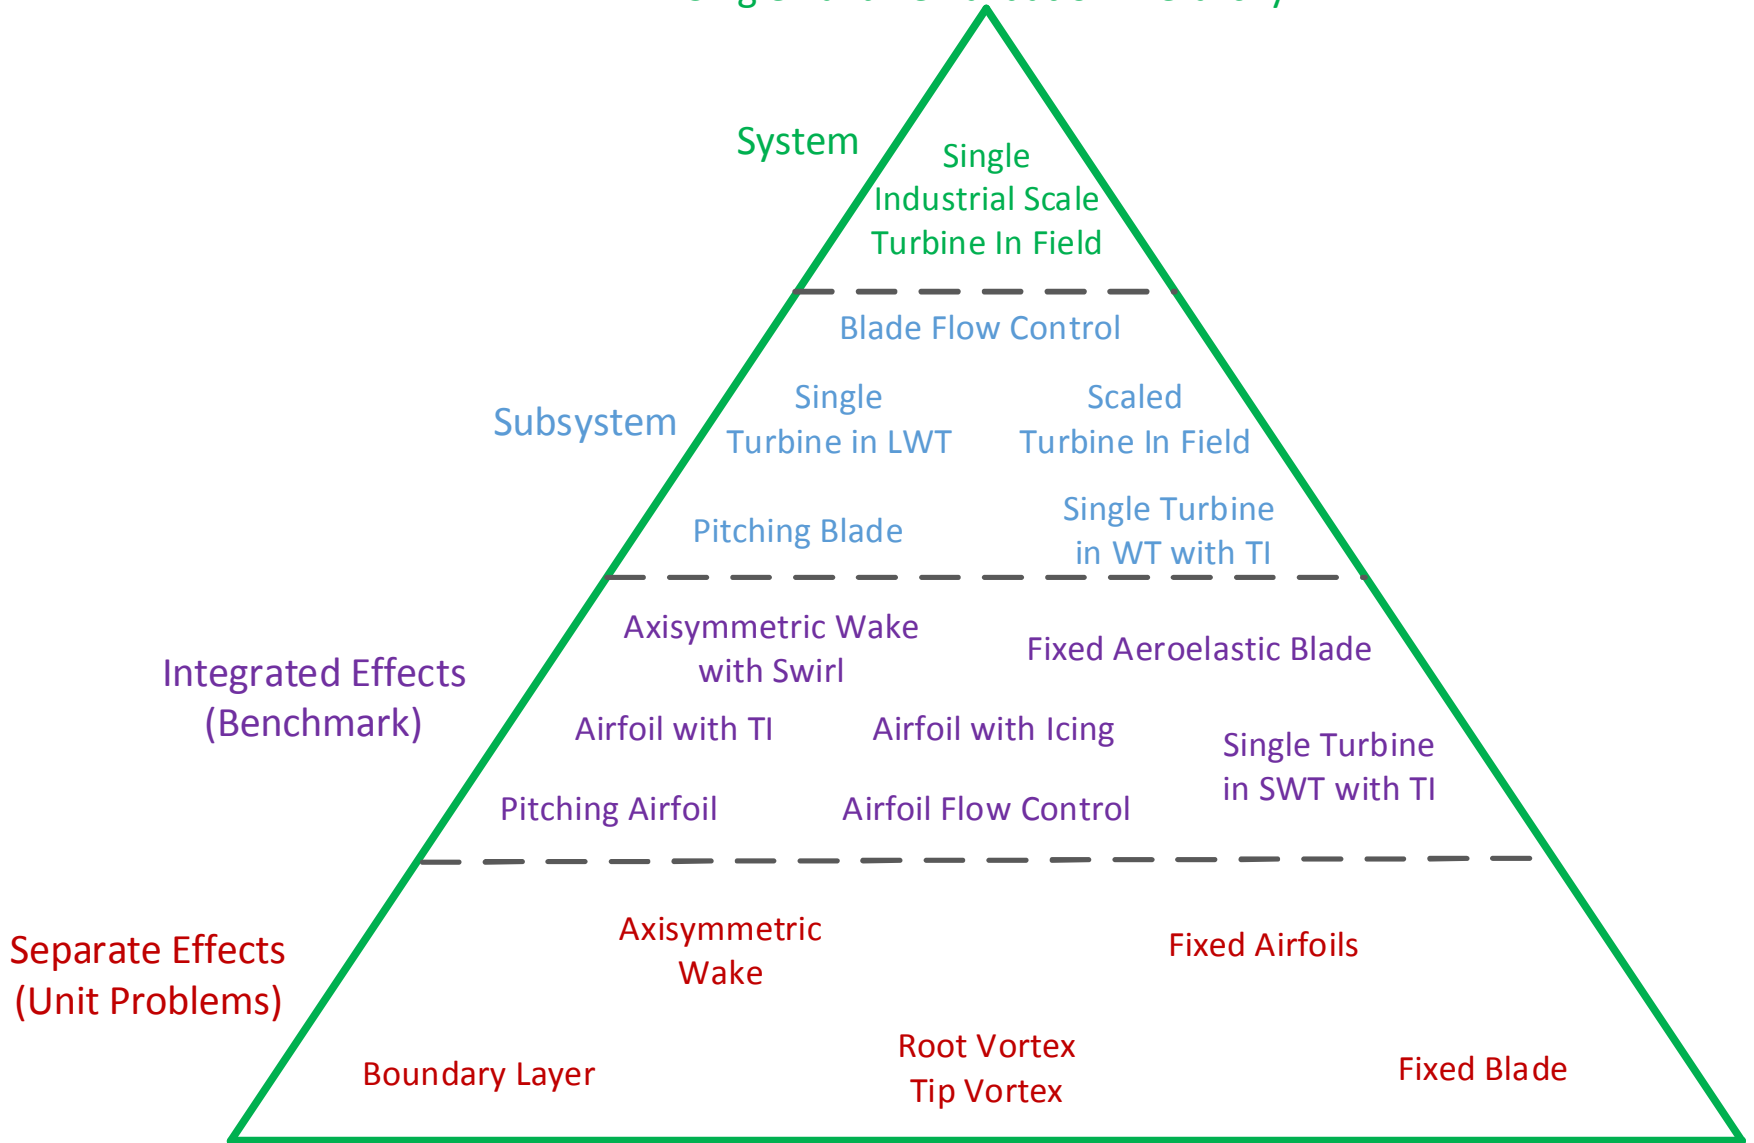 System
Single
Industrial Scale
Turbine In Field
Blade Flow Control
Subsystem
Single
Turbine in LWT
Scaled
Turbine In Field
Pitching Blade
Single Turbine
in WT with TI
Integrated Effects
(Benchmark)
Axisymmetric Wake
with Swirl
Fixed Aeroelastic Blade
Airfoil with TI
Airfoil with Icing
Single Turbine
in SWT with TI
Pitching Airfoil
Airfoil Flow Control
Separate Effects
(Unit Problems)
Axisymmetric
Wake
Fixed Airfoils
Boundary Layer
Root Vortex
Tip Vortex
Fixed Blade